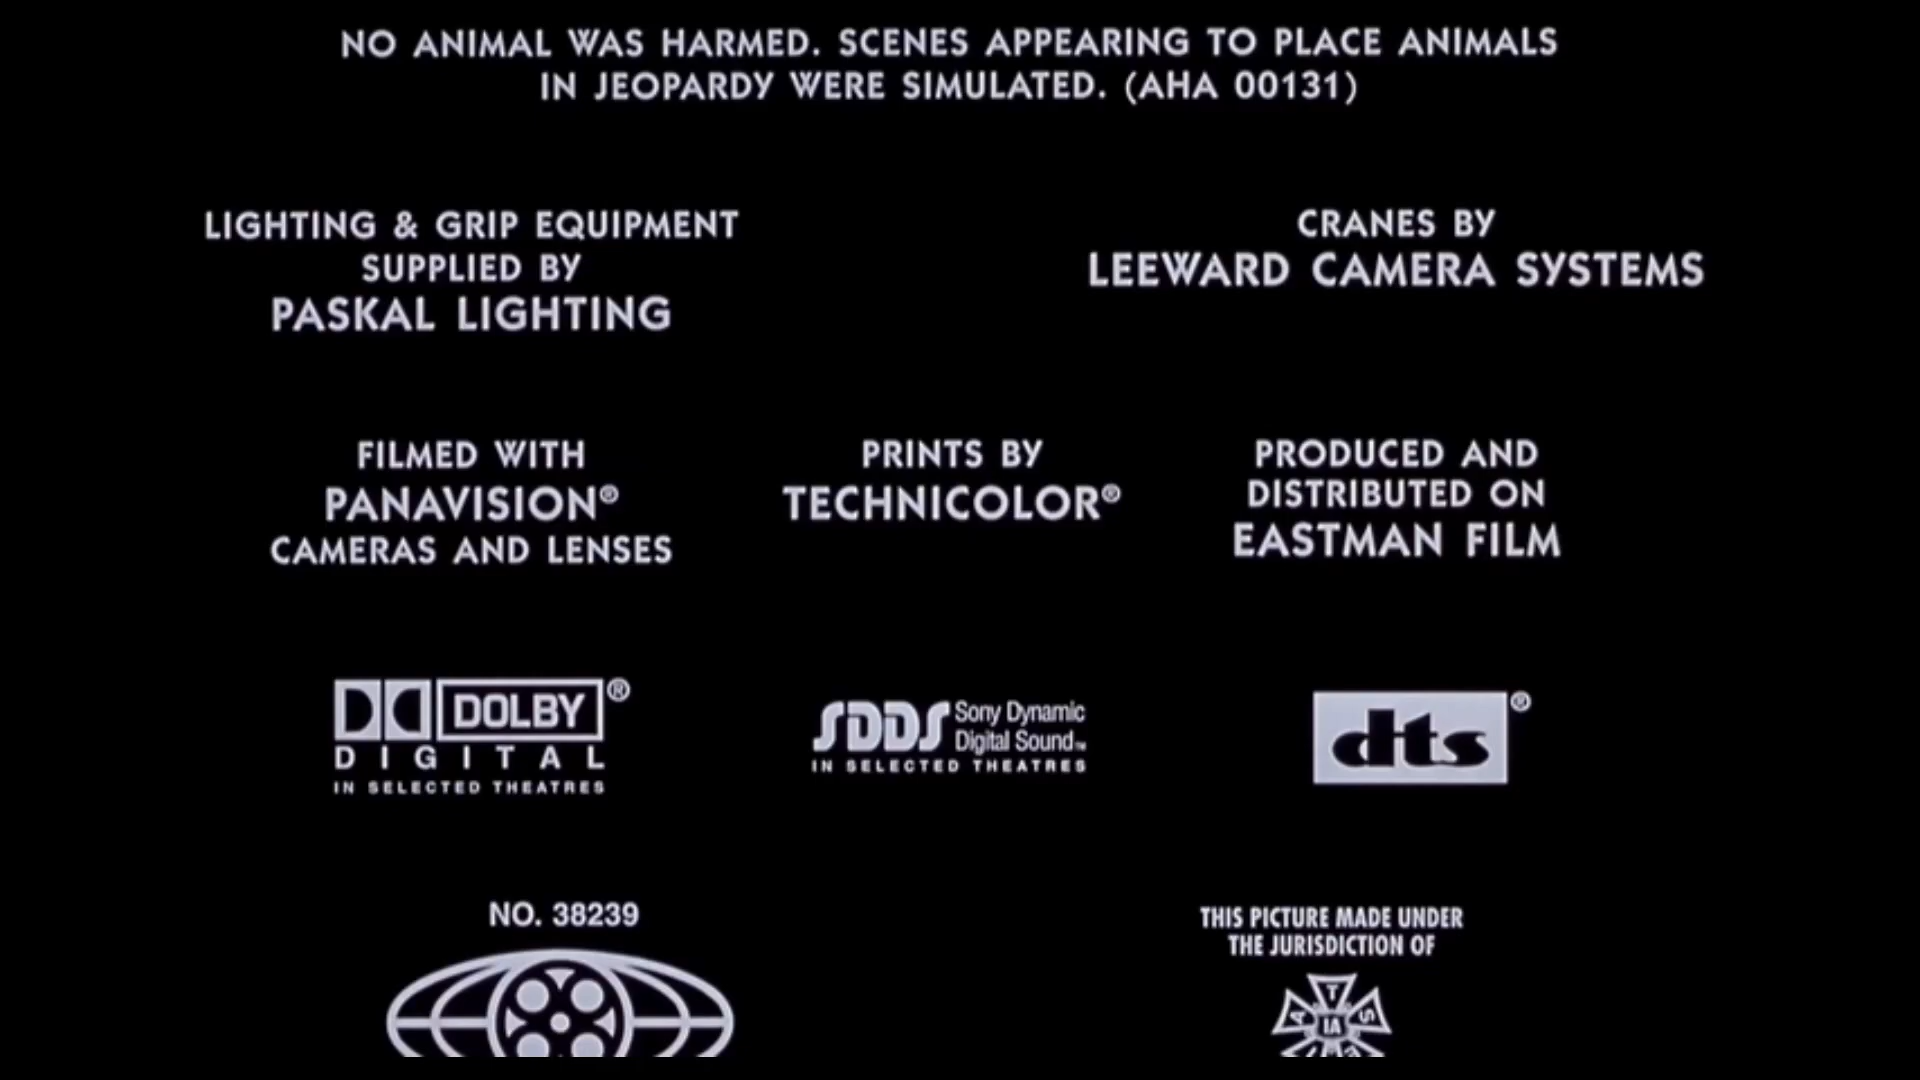 NO ANIMAL WAS HARMED. SCENES APPEARING TO PLACE ANIMALS
IN JEOPARDY WERE SIMULATED. (AHA 00131)
LIGHTING & GRIP EQUIPMENT
SUPPLIED BY
PASKAL LIGHTING
CRANES BY
LEEWARD CAMERA SYSTEMS
FILMED WITH
PANAVISION®
CAMERAS AND LENSES
PRINTS BY
TECHNICOLOR®
PRODUCED AND
DISTRIBUTED ON
EASTMAN FILM
DOLBY®
DIGITAL
IN SELECTED THEATRES
SDDS Sony Dynamic
Digital Sound™
IN SELECTED THEATRES
dts®
NO. 38239
THIS PICTURE MADE UNDER
THE JURISDICTION OF
IA
T
A
S